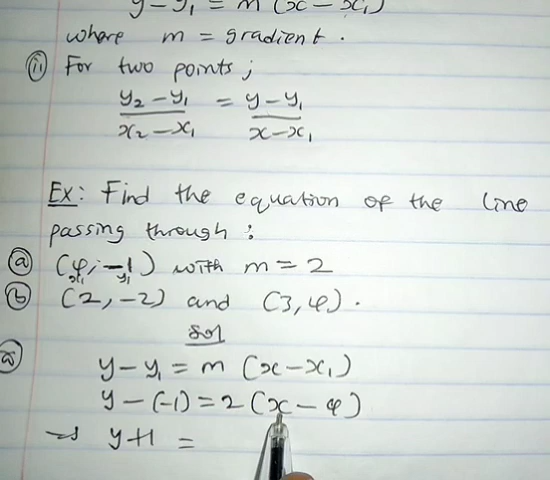 y - y₁ = m (x - x₁)
where m = gradient .
(ii) For two points ;
y₂ - y₁ / x₂ - x₁ = y - y₁ / x - x₁
Ex : Find the equation of the line
passing through :
(a) (4, -1) with m = 2
x₁ y₁
(b) (2, -2) and (3, 4) .
Sol
(a) y - y₁ = m (x - x₁)
y - (-1) = 2 (x - 4)
→ y + 1 =